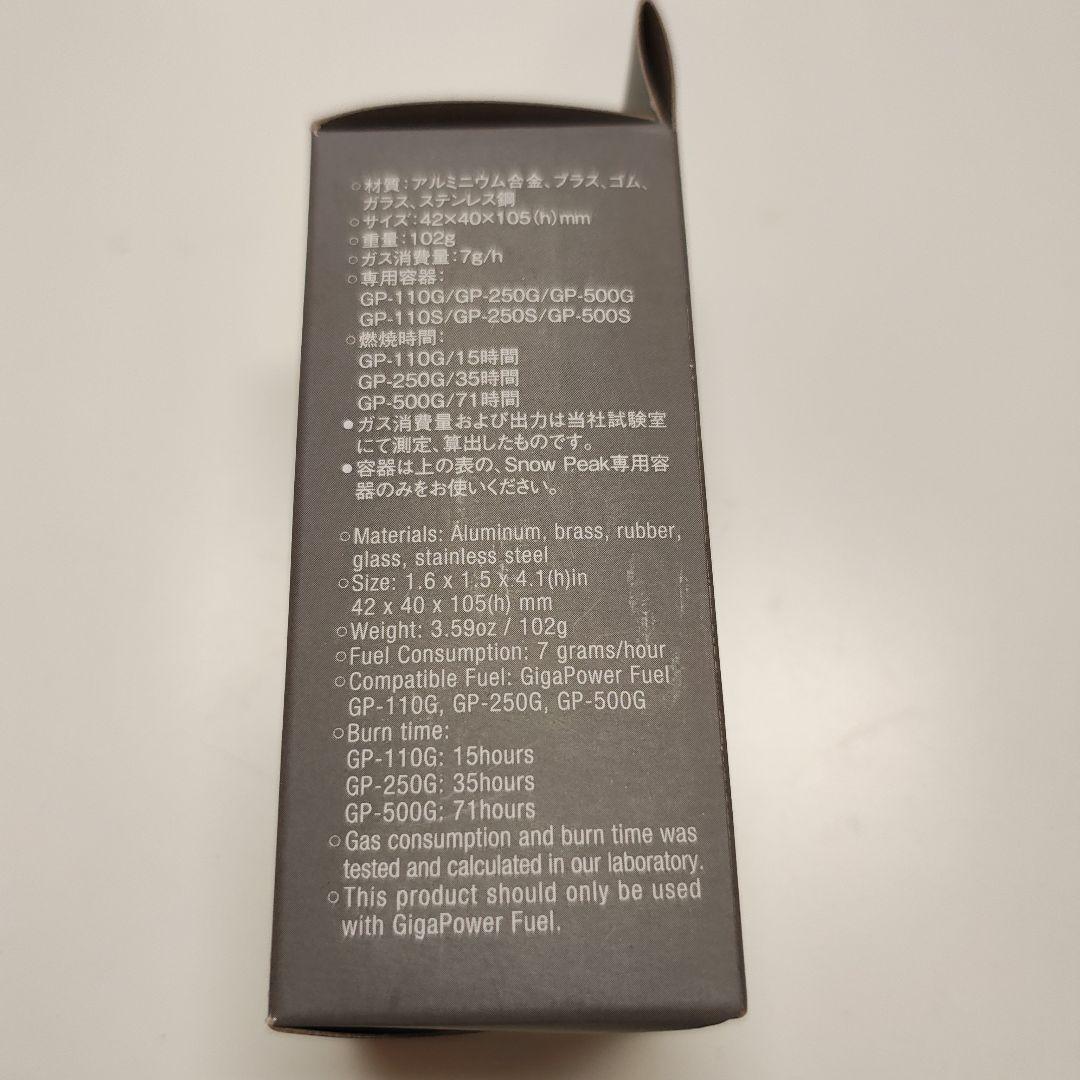 ○材質:アルミニウム合金、ブラス、ゴム、
ガラス、ステンレス鋼
○サイズ:42×40×105(h)mm
○重量:102g
○ガス消費量:7g/h
○専用容器:
GP-110G/GP-250G/GP-500G
GP-110S/GP-250S/GP-500S
○燃焼時間:
GP-110G/15時間
GP-250G/35時間
GP-500G/71時間
●ガス消費量および出力は当社試験室
にて測定、算出したものです。
●容器は上の表の、Snow Peak専用容
器のみをお使いください。
○Materials: Aluminum, brass, rubber,
glass, stainless steel
○Size: 1.6 x 1.5 x 4.1(h)in
42 x 40 x 105(h) mm
○Weight: 3.59oz / 102g
○Fuel Consumption: 7 grams/hour
○Compatible Fuel: GigaPower Fuel
GP-110G, GP-250G, GP-500G
○Burn time:
GP-110G: 15hours
GP-250G: 35hours
GP-500G: 71hours
○Gas consumption and burn time was
tested and calculated in our laboratory.
○This product should only be used
with GigaPower Fuel.